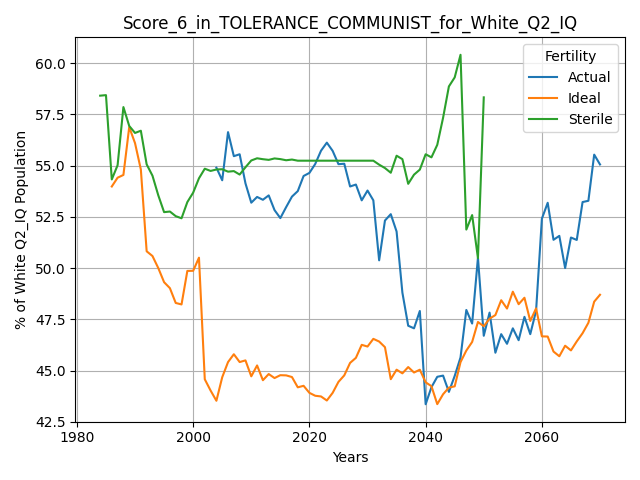 Score_6_in_TOLERANCE_COMMUNIST_for_White_Q2_IQ
% of White Q2_IQ Population
60.0
57.5
55.0
52.5
50.0
47.5
45.0
42.5
Fertility
Actual
Ideal
Sterile
1980
2000
2020
2040
2060
Years